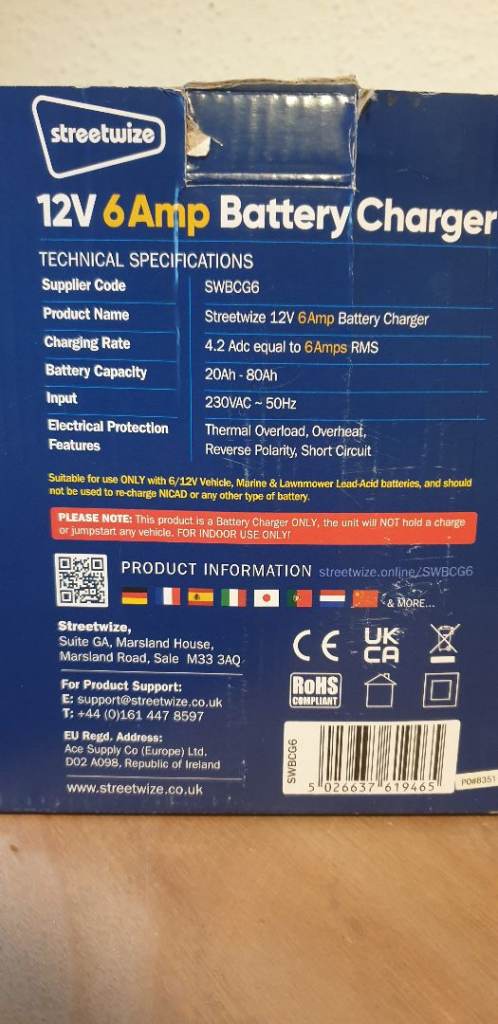 streetwize
12V 6Amp Battery Charger
TECHNICAL SPECIFICATIONS
Supplier Code SWBCG6
Product Name Streetwize 12V 6Amp Battery Charger
Charging Rate 4.2 Adc equal to 6Amps RMS
Battery Capacity 20Ah - 80Ah
Input 230VAC ~ 50Hz
Electrical Protection Features Thermal Overload, Overheat,
Reverse Polarity, Short Circuit
Suitable for use ONLY with 6/12V Vehicle, Marine & Lawnmower Lead-Acid batteries, and should
not be used to re-charge NICAD or any other type of battery.
PLEASE NOTE: This product is a Battery Charger ONLY, the unit will NOT hold a charge
or jumpstart any vehicle. FOR INDOOR USE ONLY!
PRODUCT INFORMATION streetwize.online/SWBCG6
& MORE...
Streetwize,
Suite GA, Marsland House,
Marsland Road, Sale M33 3AQ
For Product Support:
E: support@streetwize.co.uk
T: +44 (0)161 447 8597
EU Regd. Address:
Ace Supply Co (Europe) Ltd.
D02 A098, Republic of Ireland
www.streetwize.co.uk
CE
UK
CA
RoHS
COMPLIANT
SWBCG6
5 026637 619465
PO#8351